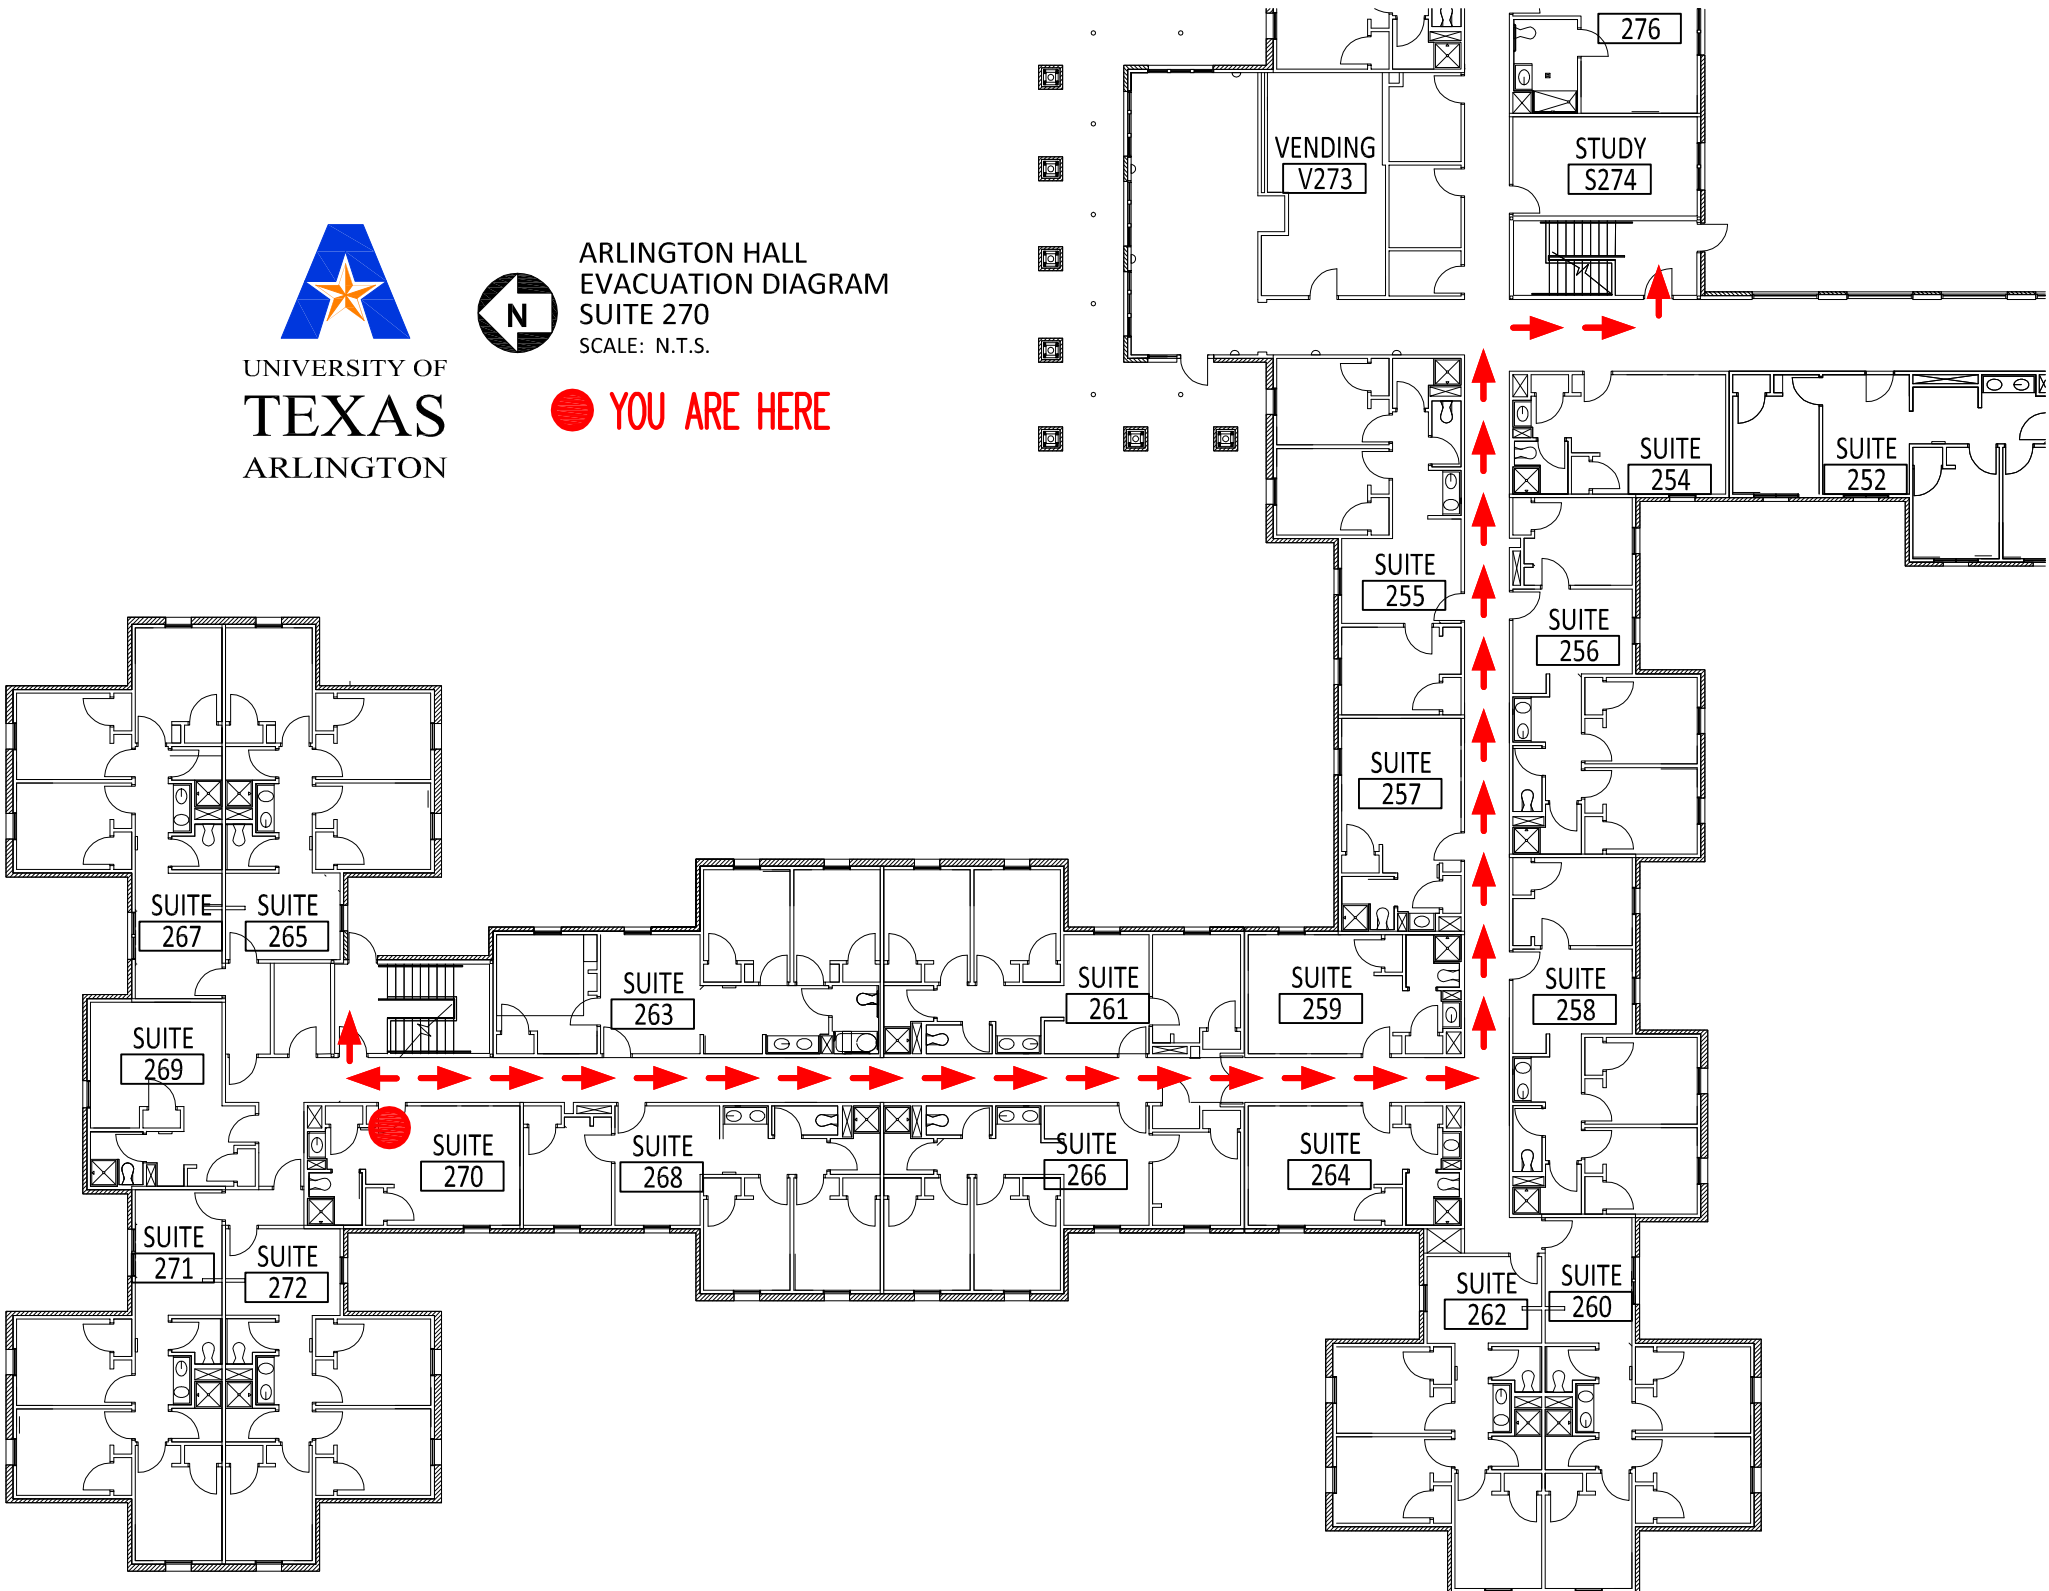 276
VENDING
V273
STUDY
S274
ARLINGTON HALL
EVACUATION DIAGRAM
SUITE 270
SCALE: N.T.S.
N
YOU ARE HERE
UNIVERSITY OF
TEXAS
ARLINGTON
SUITE
254
SUITE
252
SUITE
255
SUITE
256
SUITE
257
SUITE
267
SUITE
265
SUITE
263
SUITE
261
SUITE
259
SUITE
258
SUITE
269
SUITE
270
SUITE
268
SUITE
266
SUITE
264
SUITE
271
SUITE
272
SUITE
262
SUITE
260